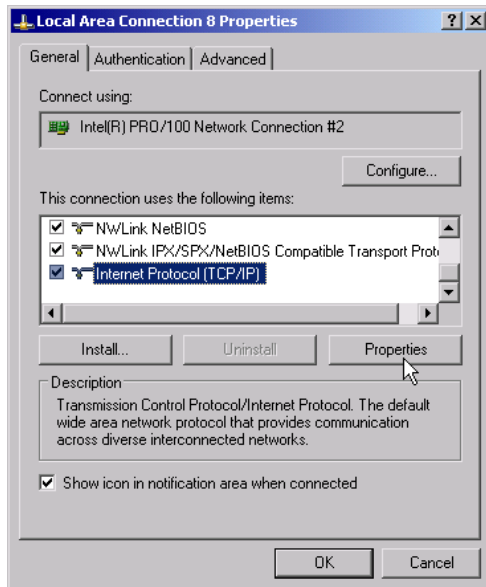 Local Area Connection 8 Properties
General Authentication Advanced
Connect using:
Intel(R) PRO/100 Network Connection #2
Configure...
This connection uses the following items:
NWLink NetBIOS
NWLink IPX/SPX/NetBIOS Compatible Transport Proto
Internet Protocol (TCP/IP)
Install... Uninstall Properties
Description
Transmission Control Protocol/Internet Protocol. The default
wide area network protocol that provides communication
across diverse interconnected networks.
Show icon in notification area when connected
OK Cancel